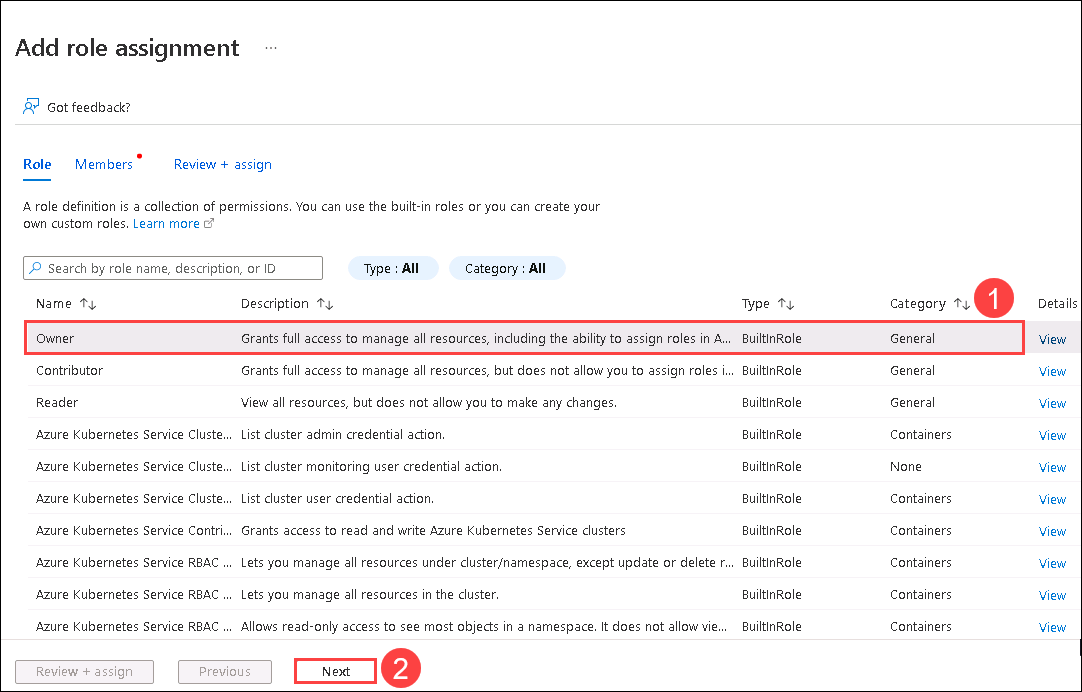 Add role assignment ...
Got feedback?
Role Members Review + assign
A role definition is a collection of permissions. You can use the built-in roles or you can create your
own custom roles. Learn more
Search by role name, description, or ID Type : All Category : All
Name ↑↓ Description ↑↓ Type ↑↓ Category ↑↓ 1 Details
Owner Grants full access to manage all resources, including the ability to assign roles in A... BuiltInRole General View
Contributor Grants full access to manage all resources, but does not allow you to assign roles i... BuiltInRole General View
Reader View all resources, but does not allow you to make any changes. BuiltInRole General View
Azure Kubernetes Service Cluste... List cluster admin credential action. BuiltInRole Containers View
Azure Kubernetes Service Cluste... List cluster monitoring user credential action. BuiltInRole None View
Azure Kubernetes Service Cluste... List cluster user credential action. BuiltInRole Containers View
Azure Kubernetes Service Contri... Grants access to read and write Azure Kubernetes Service clusters BuiltInRole Containers View
Azure Kubernetes Service RBAC ... Lets you manage all resources under cluster/namespace, except update or delete r... BuiltInRole Containers View
Azure Kubernetes Service RBAC ... Lets you manage all resources in the cluster. BuiltInRole Containers View
Azure Kubernetes Service RBAC ... Allows read-only access to see most objects in a namespace. It does not allow vie... BuiltInRole Containers View
Review + assign Previous Next 2